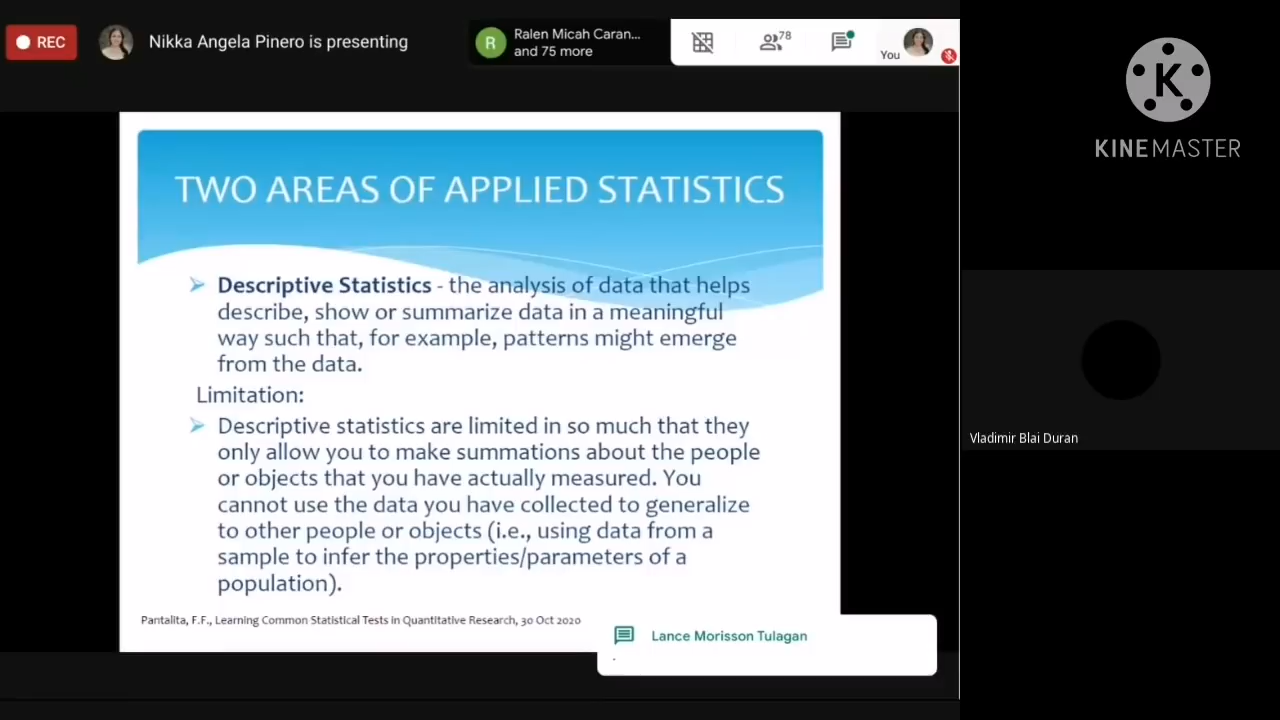 REC
Nikka Angela Pinero is presenting
R
Ralen Micah Caran...
and 75 more
78
You
K
KINEMASTER
TWO AREAS OF APPLIED STATISTICS
➢ Descriptive Statistics - the analysis of data that helps
describe, show or summarize data in a meaningful
way such that, for example, patterns might emerge
from the data.
Limitation:
➢ Descriptive statistics are limited in so much that they
only allow you to make summations about the people
or objects that you have actually measured. You
cannot use the data you have collected to generalize
to other people or objects (i.e., using data from a
sample to infer the properties/parameters of a
population).
Pantalita, F.F., Learning Common Statistical Tests in Quantitative Research, 30 Oct 2020
Lance Morisson Tulagan
.
Vladimir Blai Duran